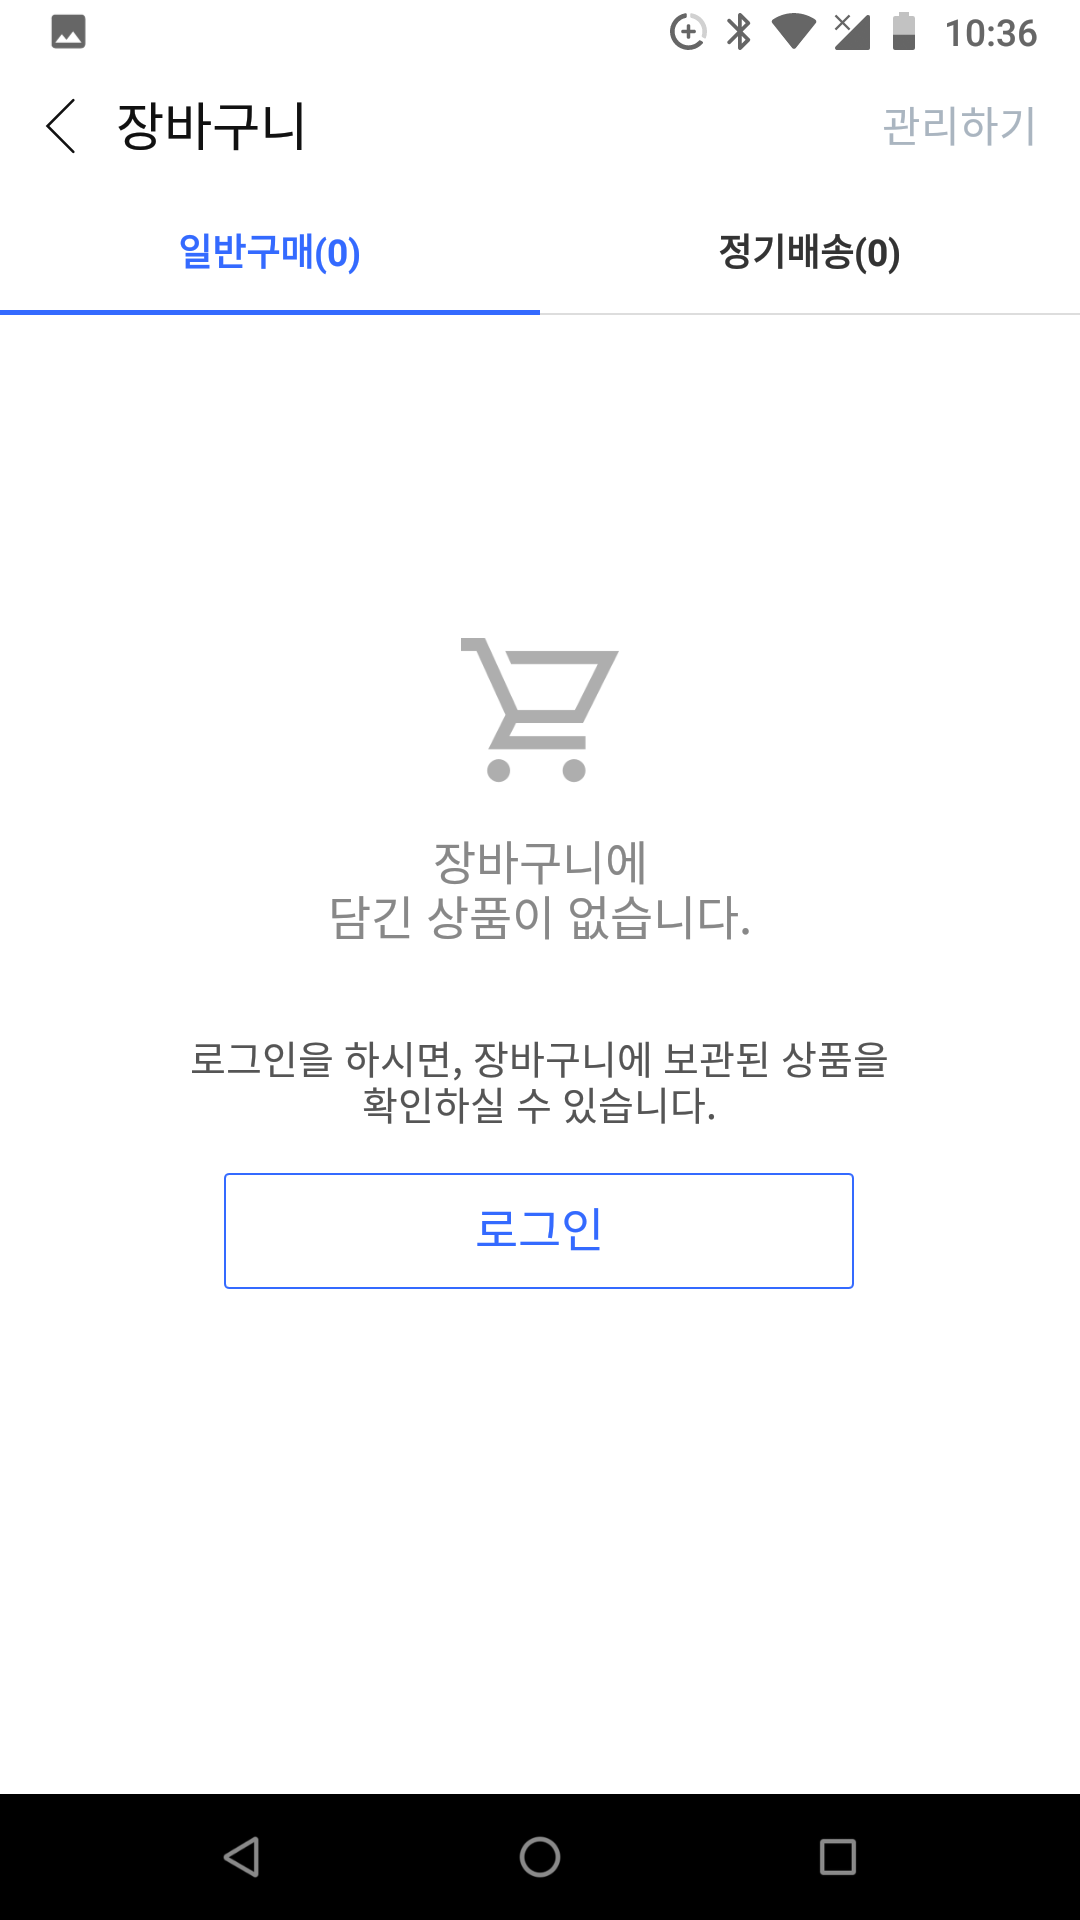 10:36
장바구니
관리하기
일반구매(0)
정기배송(0)
장바구니에
담긴 상품이 없습니다.
로그인을 하시면, 장바구니에 보관된 상품을
확인하실 수 있습니다.
로그인